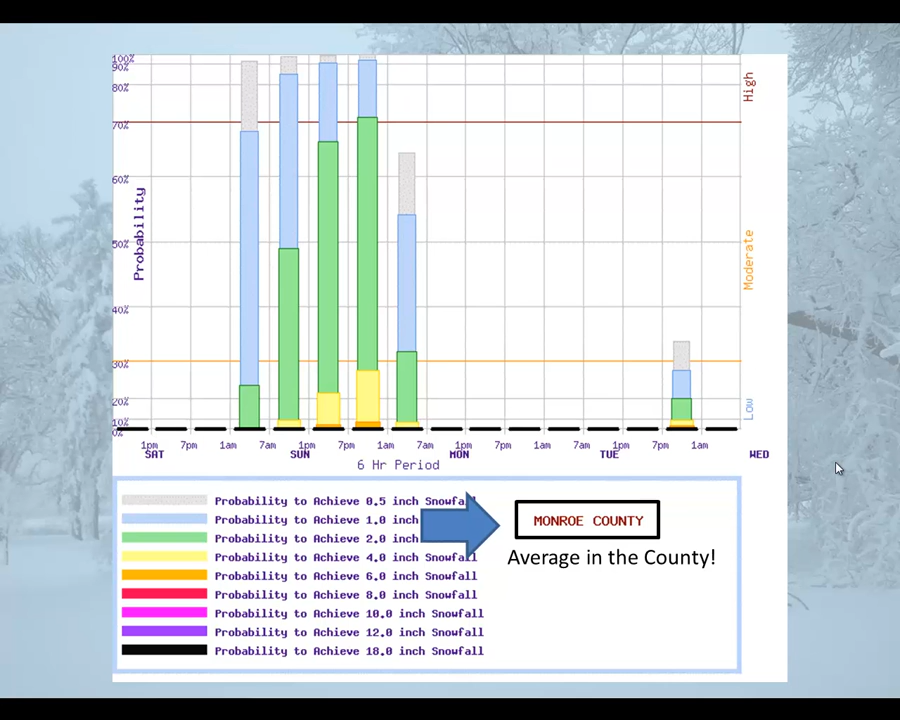 100%
90%
80%
70%
60%
50%
40%
30%
20%
10%
0%
Probability
High
Moderate
Low
1pm 7pm 1am 7am 1pm 7pm 1am 7am 1pm 7pm 1am 7am 1pm 7pm 1am
SAT SUN MON TUE WED
6 Hr Period
Probability to Achieve 0.5 inch Snowfall
Probability to Achieve 1.0 inch
Probability to Achieve 2.0 inch
Probability to Achieve 4.0 inch Snowfall
Probability to Achieve 6.0 inch Snowfall
Probability to Achieve 8.0 inch Snowfall
Probability to Achieve 10.0 inch Snowfall
Probability to Achieve 12.0 inch Snowfall
Probability to Achieve 18.0 inch Snowfall
MONROE COUNTY
Average in the County!